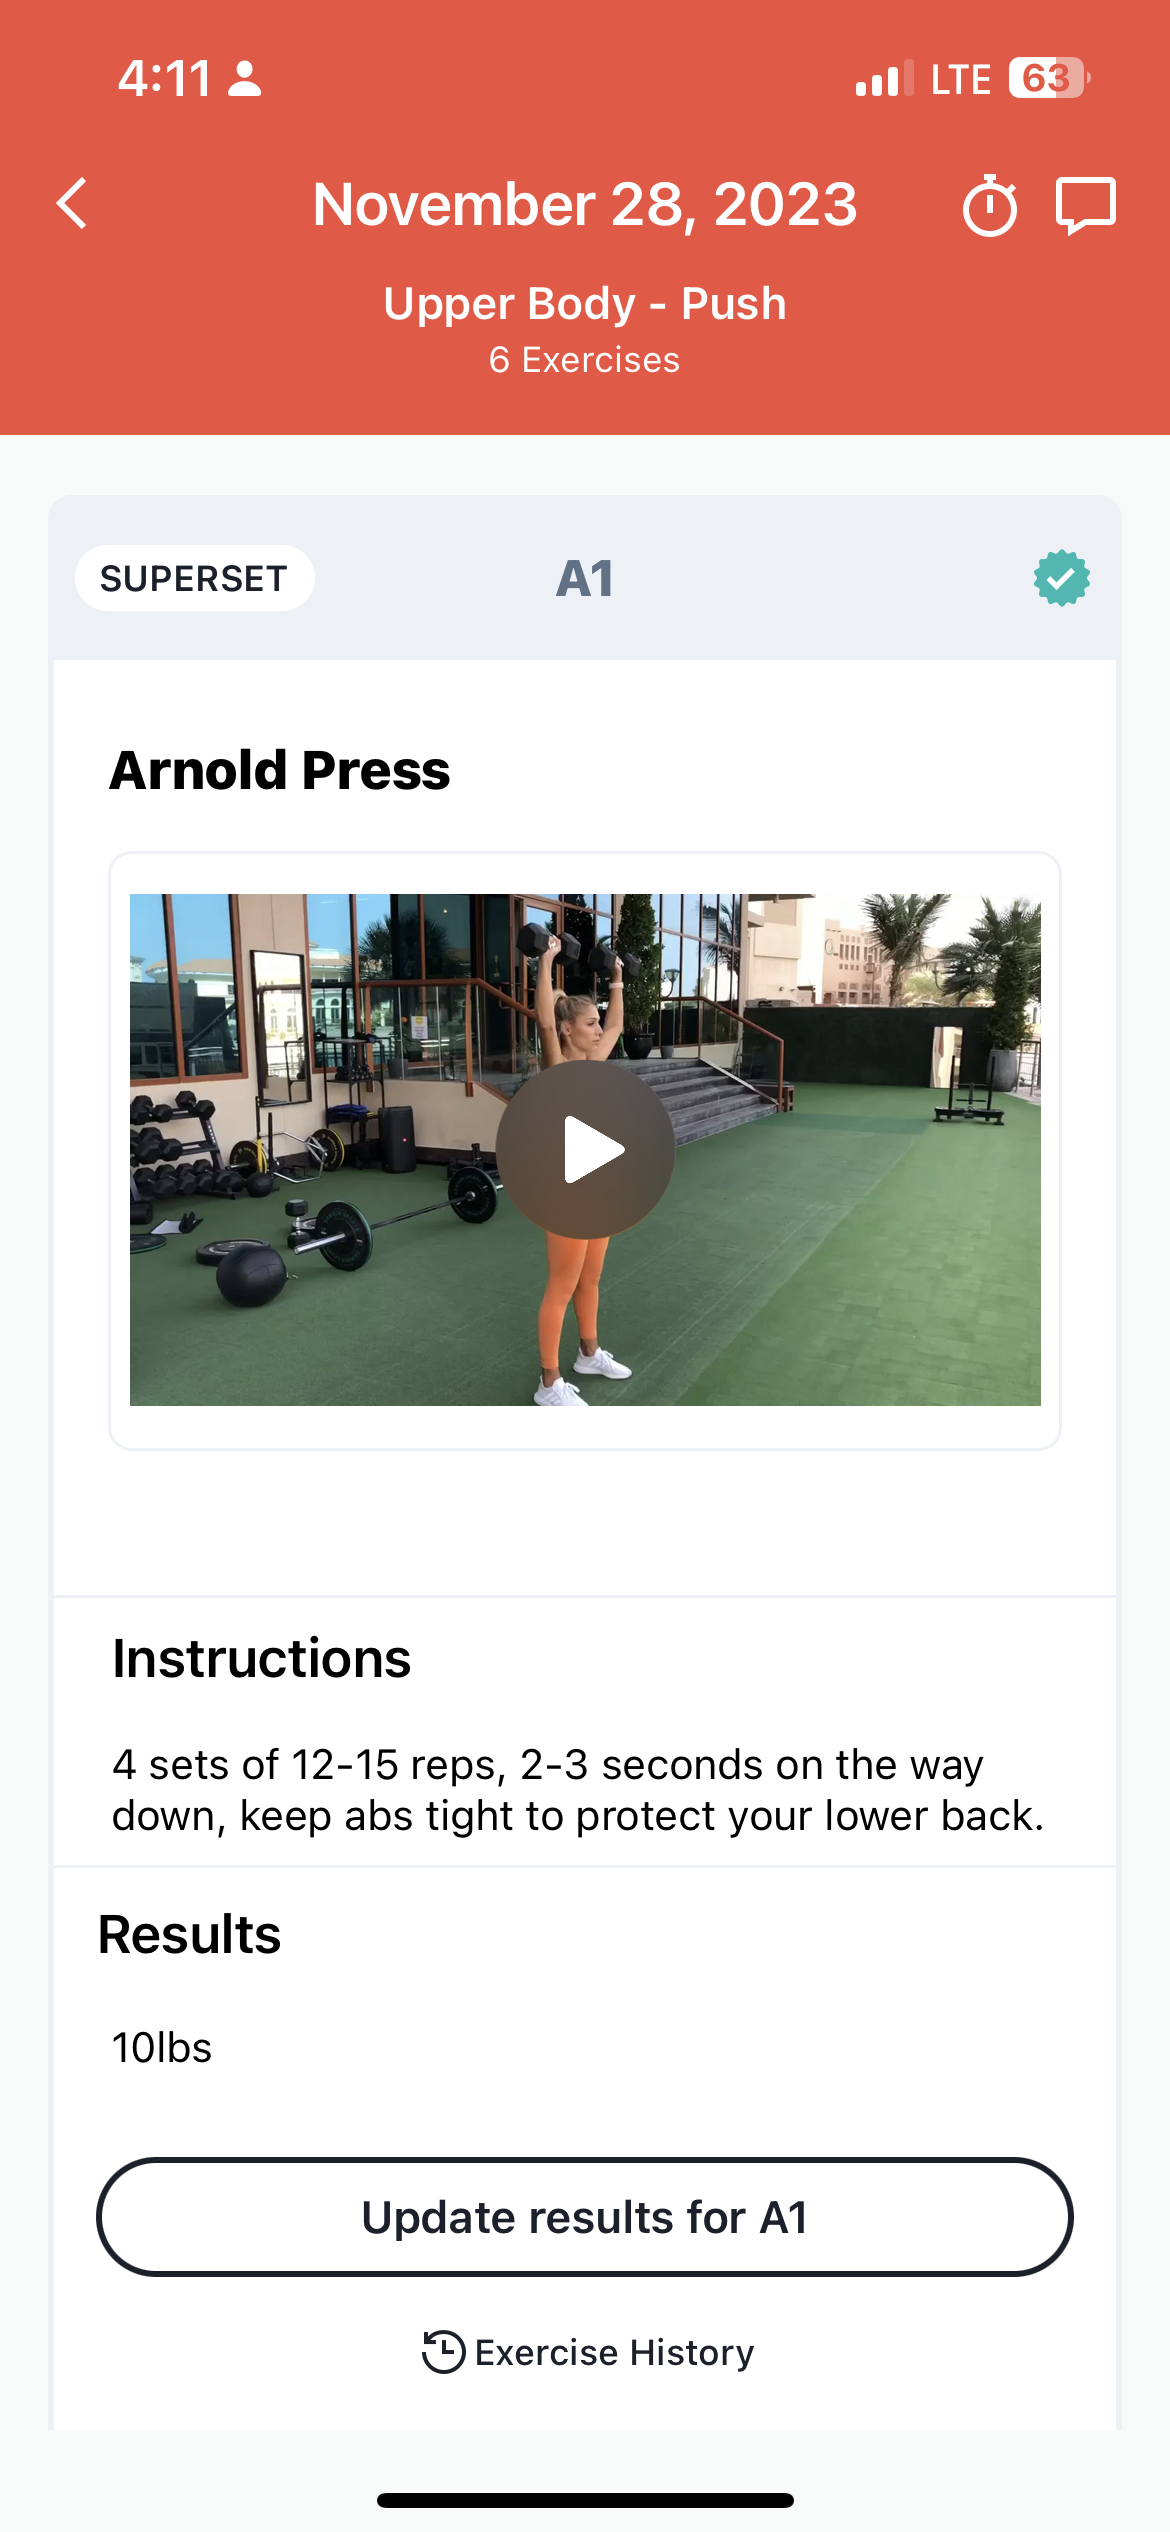 4:11
LTE
63
November 28, 2023
Upper Body - Push
6 Exercises
SUPERSET
A1
Arnold Press
Instructions
4 sets of 12-15 reps, 2-3 seconds on the way
down, keep abs tight to protect your lower back.
Results
10lbs
Update results for A1
Exercise History